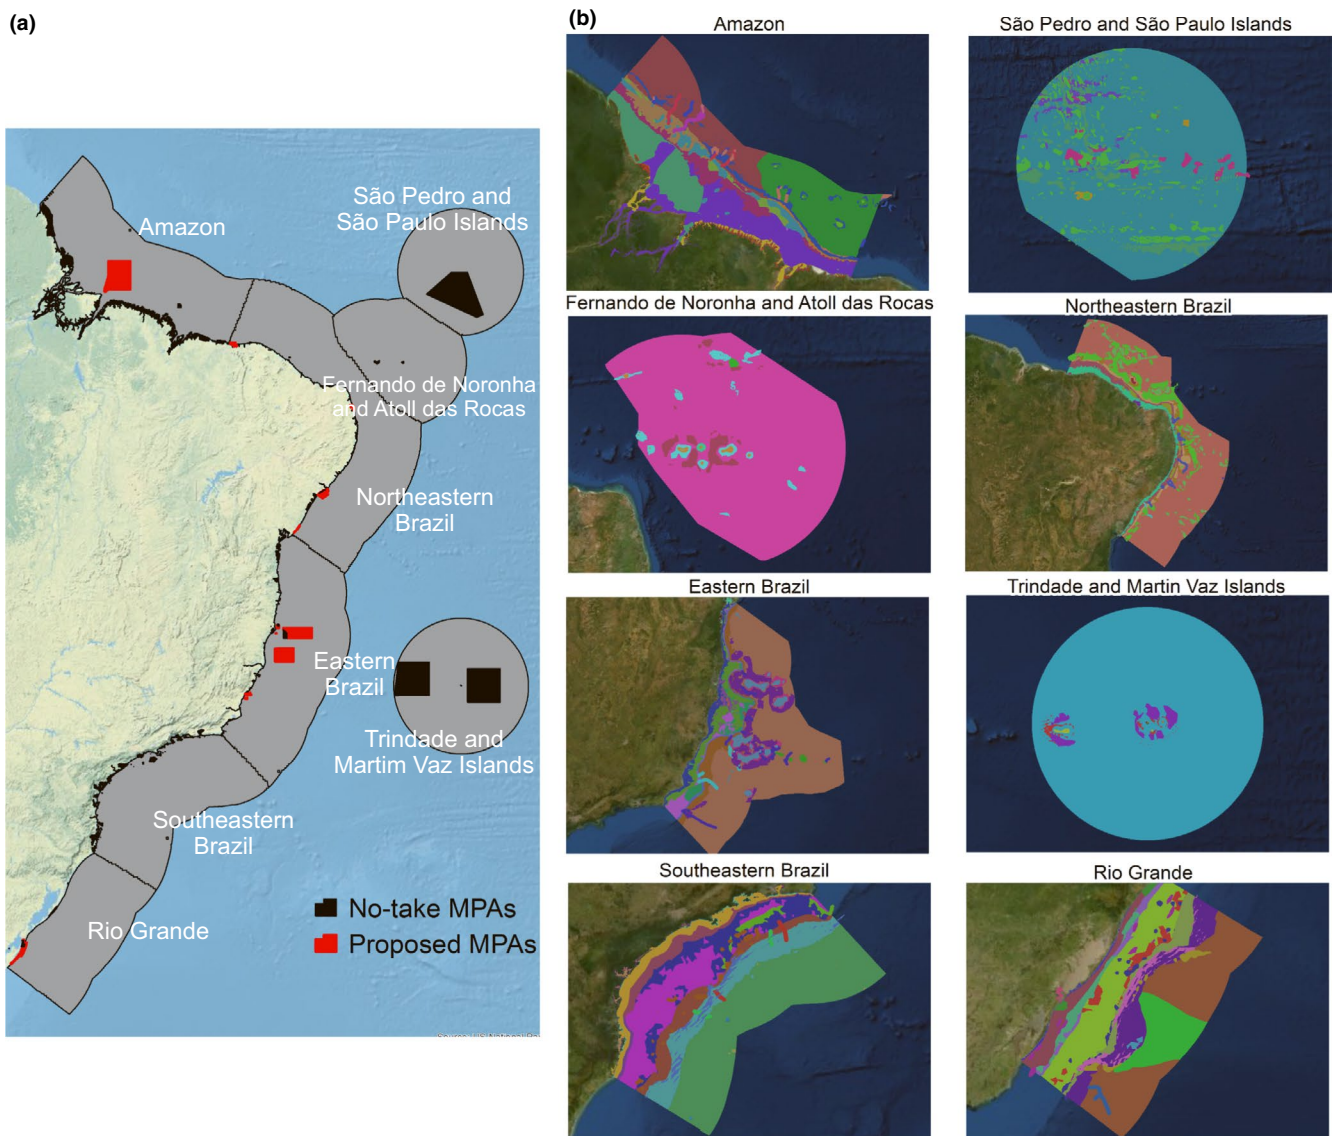 (a)
Amazon
São Pedro and
São Paulo Islands
Fernando de Noronha
and Atoll das Rocas
Northeastern
Brazil
Eastern
Brazil
Trindade and
Martim Vaz Islands
Southeastern
Brazil
Rio Grande
No-take MPAs
Proposed MPAs
(b)
Amazon
São Pedro and São Paulo Islands
Fernando de Noronha and Atoll das Rocas
Northeastern Brazil
Eastern Brazil
Trindade and Martin Vaz Islands
Southeastern Brazil
Rio Grande